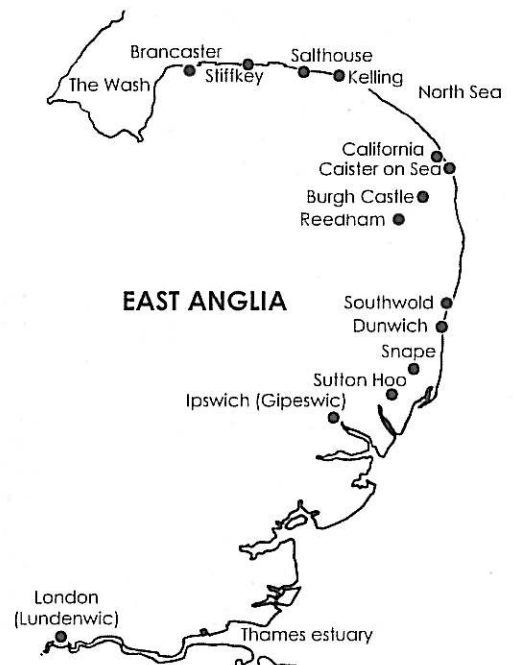 Brancaster
Salthouse
The Wash
Stiffkey
Kelling
North Sea
California
Caister on Sea
Burgh Castle
Reedham
EAST ANGLIA
Southwold
Dunwich
Snape
Sutton Hoo
Ipswich (Gipeswic)
London
(Lundenwic)
Thames estuary